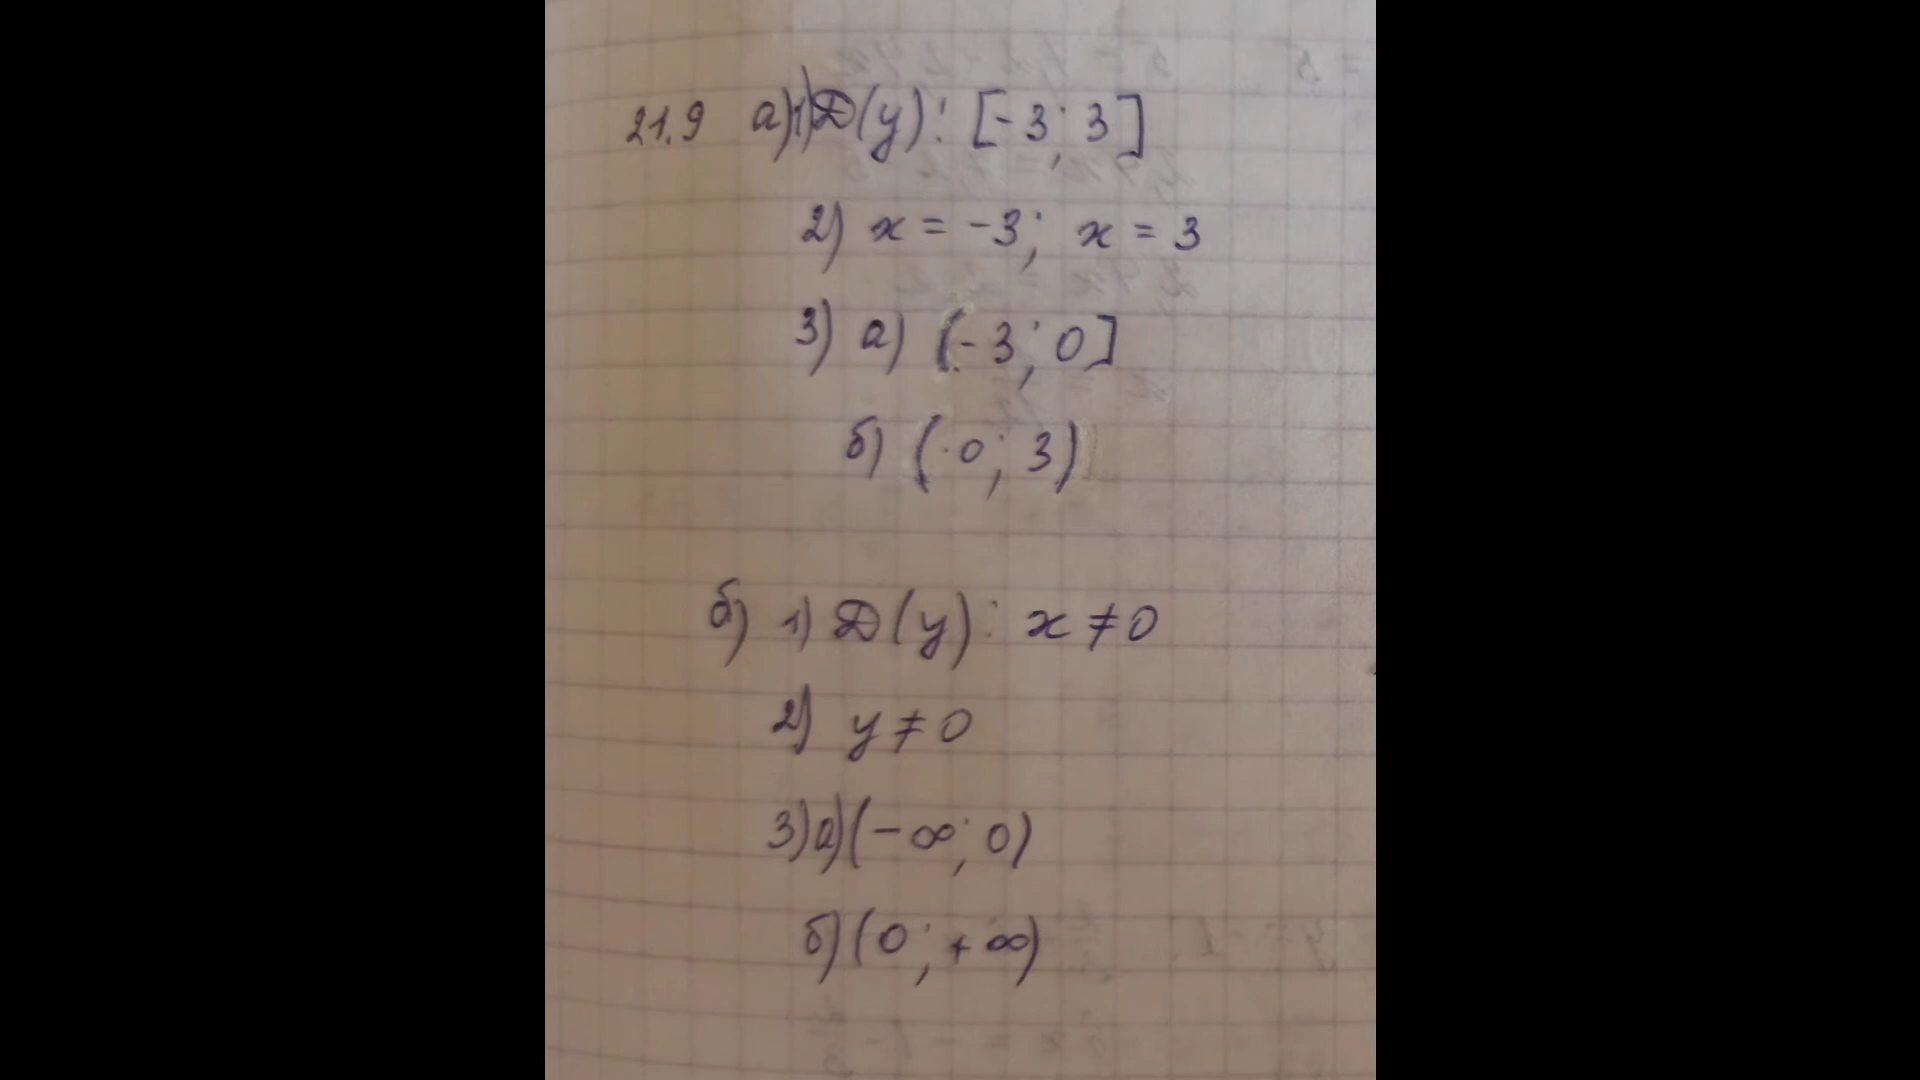 21.9 а) 1) D(y): [-3; 3]
2) x = -3; x = 3
3) а) (-3; 0]
б) (0; 3)
б) 1) D(y): x ≠ 0
2) y ≠ 0
3) а) (-∞; 0)
б) (0; +∞)